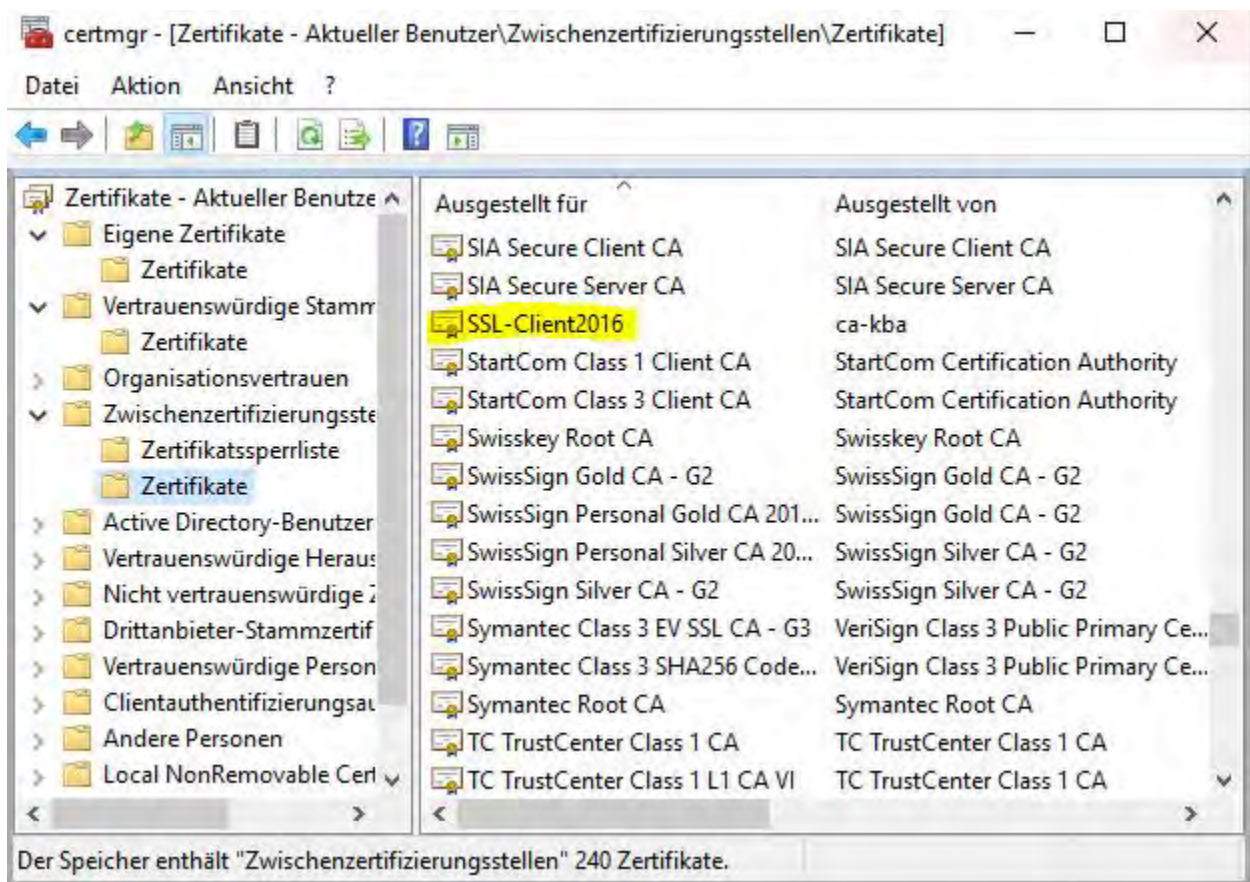 certmgr - [Zertifikate - Aktueller Benutzer\Zwischenzertifizierungsstellen\Zertifikate]
Datei Aktion Ansicht ?
Zertifikate - Aktueller Benutze
Eigene Zertifikate
Zertifikate
Vertrauenswürdige Stamm
Zertifikate
Organisationsvertrauen
Zwischenzertifizierungsste
Zertifikatssperrliste
Zertifikate
Active Directory-Benutzer
Vertrauenswürdige Heraus
Nicht vertrauenswürdige Z
Drittanbieter-Stammzertif
Vertrauenswürdige Person
Clientauthentifizierungsau
Andere Personen
Local NonRemovable Cert
Ausgestellt für Ausgestellt von
SIA Secure Client CA SIA Secure Client CA
SIA Secure Server CA SIA Secure Server CA
SSL-Client2016 ca-kba
StartCom Class 1 Client CA StartCom Certification Authority
StartCom Class 3 Client CA StartCom Certification Authority
Swisskey Root CA Swisskey Root CA
SwissSign Gold CA - G2 SwissSign Gold CA - G2
SwissSign Personal Gold CA 201... SwissSign Gold CA - G2
SwissSign Personal Silver CA 20... SwissSign Silver CA - G2
SwissSign Silver CA - G2 SwissSign Silver CA - G2
Symantec Class 3 EV SSL CA - G3 VeriSign Class 3 Public Primary Ce...
Symantec Class 3 SHA256 Code... VeriSign Class 3 Public Primary Ce...
Symantec Root CA Symantec Root CA
TC TrustCenter Class 1 CA TC TrustCenter Class 1 CA
TC TrustCenter Class 1 L1 CA VI TC TrustCenter Class 1 CA
Der Speicher enthält "Zwischenzertifizierungsstellen" 240 Zertifikate.